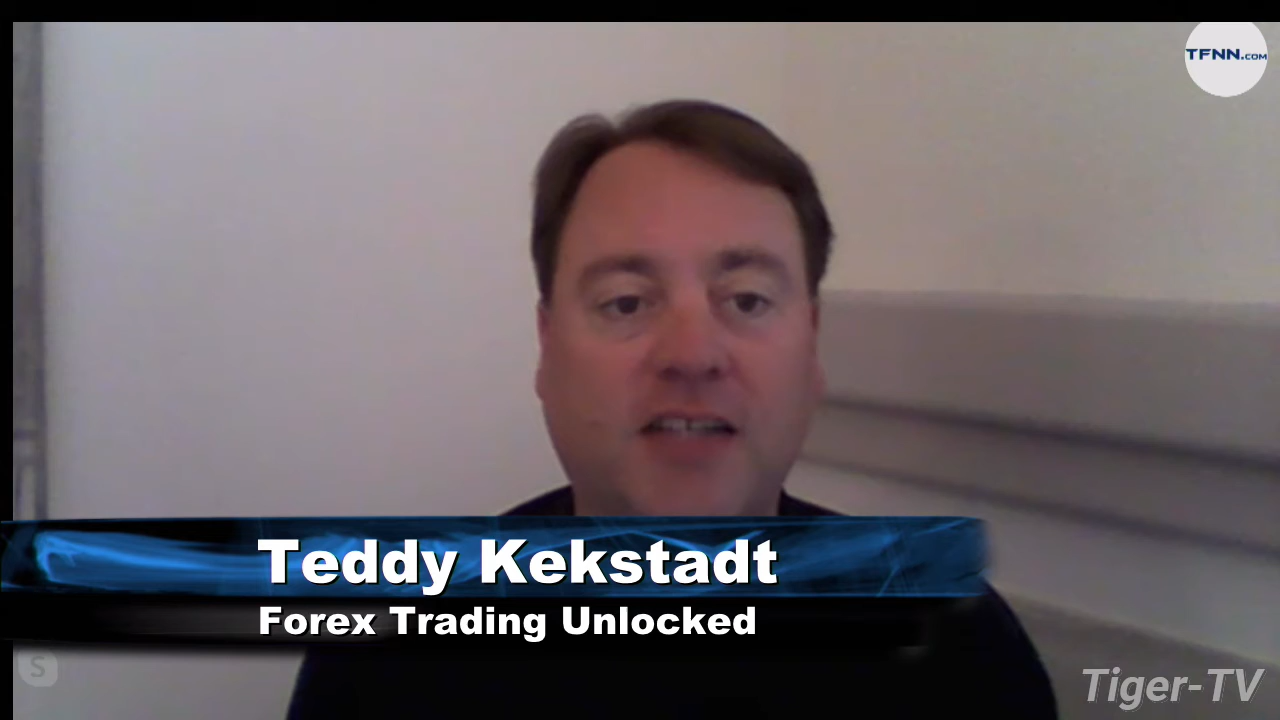 TFNN.COM
Teddy Kekstadt
Forex Trading Unlocked
S
Tiger-TV